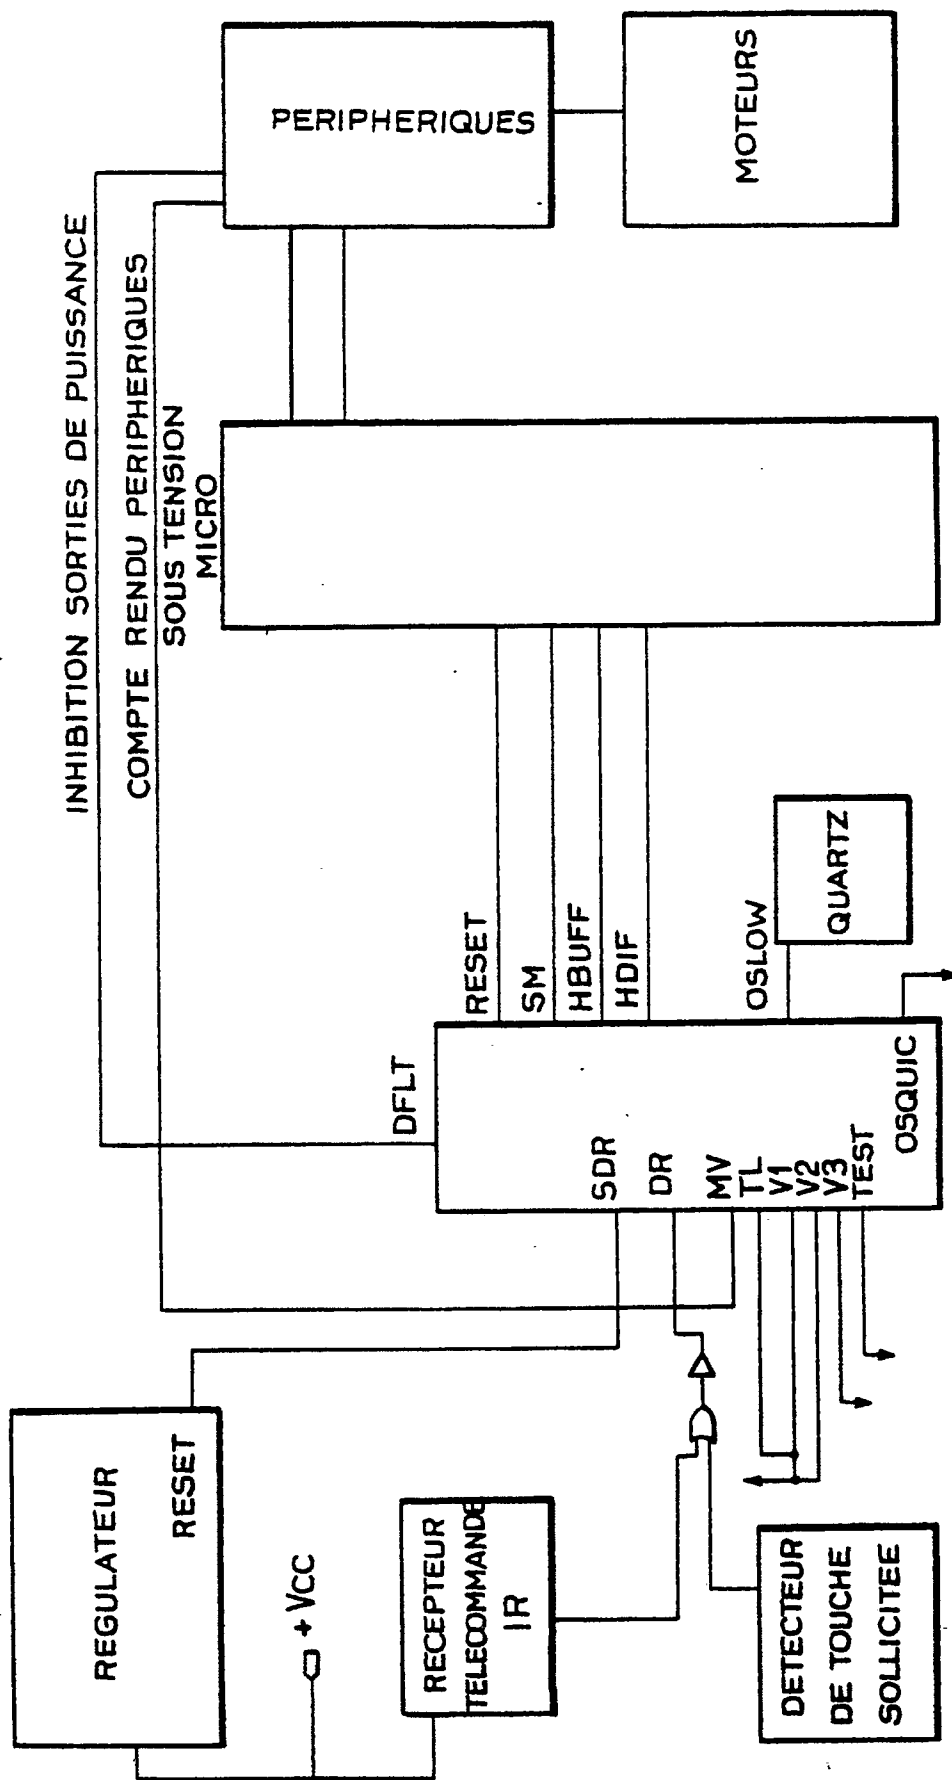 INHIBITION SORTIES DE PUISSANCE
COMPTE RENDU PERIPHERIQUES
SOUS TENSION
MICRO
PERIPHERIQUES
MOTEURS
REGULATEUR
RESET
+ VCC
RECEPTEUR
TELECOMMANDE
IR
DETECTEUR
DE TOUCHE
SOLLICITEE
DFLT
SDR
DR
MV
TL
V1
V2
V3
TEST
RESET
SM
HBUFF
HDIF
OSLOW
OSQUIC
QUARTZ